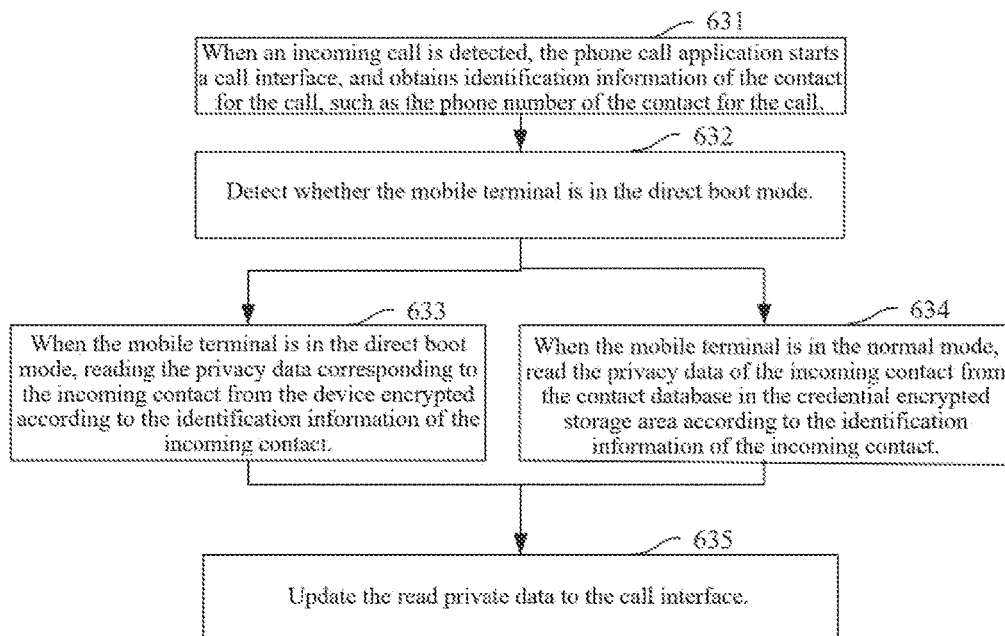 631
When an incoming call is detected, the phone call application starts
a call interface, and obtains identification information of the contact
for the call, such as the phone number of the contact for the call.
632
Detect whether the mobile terminal is in the direct boot mode.
633
When the mobile terminal is in the direct boot
mode, reading the privacy data corresponding to
the incoming contact from the device encrypted
according to the identification information of the
incoming contact.
634
When the mobile terminal is in the normal mode,
read the privacy data of the incoming contact from
the contact database in the credential encrypted
storage area according to the identification
information of the incoming contact.
635
Update the read private data to the call interface.